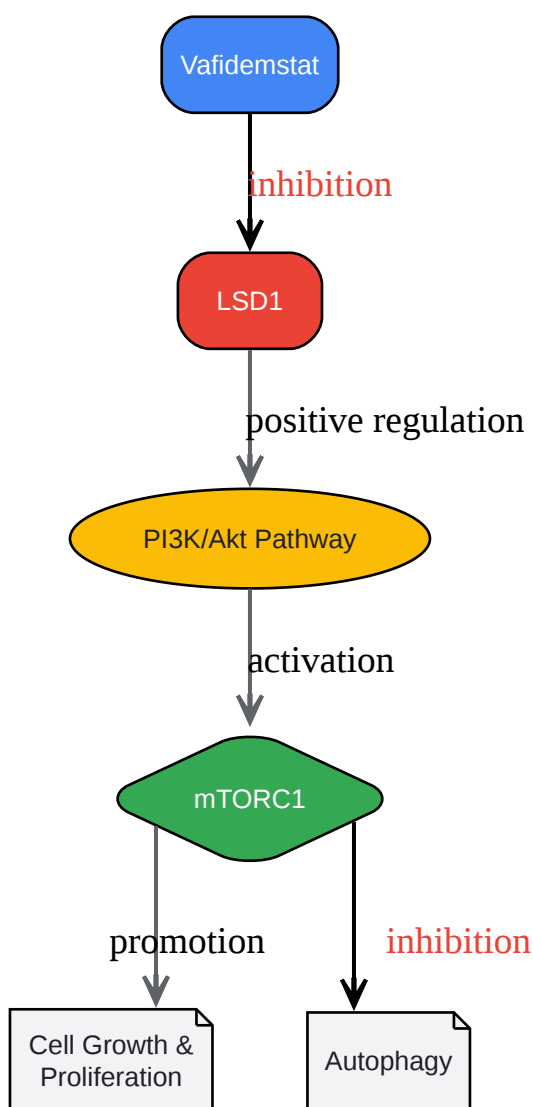 Vafidemstat
inhibition
LSD1
positive regulation
PI3K/Akt Pathway
activation
mTORC1
promotion
inhibition
Cell Growth &
Proliferation
Autophagy